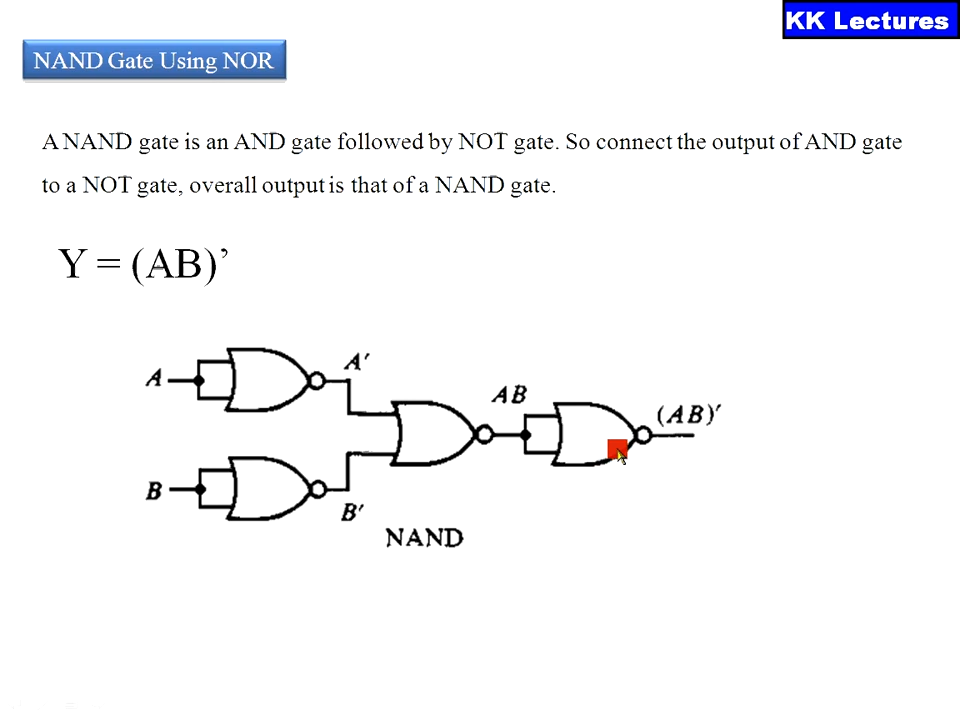 KK Lectures
NAND Gate Using NOR
A NAND gate is an AND gate followed by NOT gate. So connect the output of AND gate
to a NOT gate, overall output is that of a NAND gate.
Y = (AB)’
A
A′
AB
(AB)′
B
B′
NAND